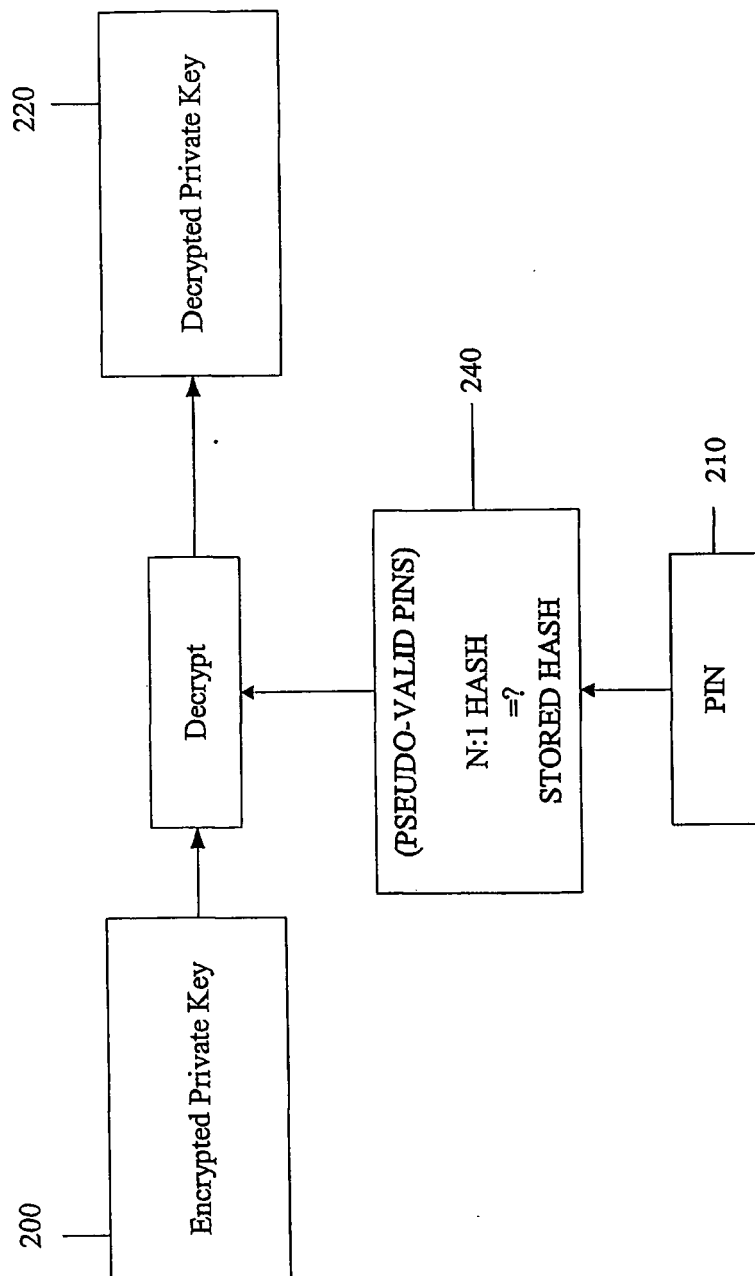 200
Encrypted Private Key
Decrypt
220
Decrypted Private Key
(PSEUDO-VALID PINS)
N:1 HASH
=?
STORED HASH
240
PIN
210